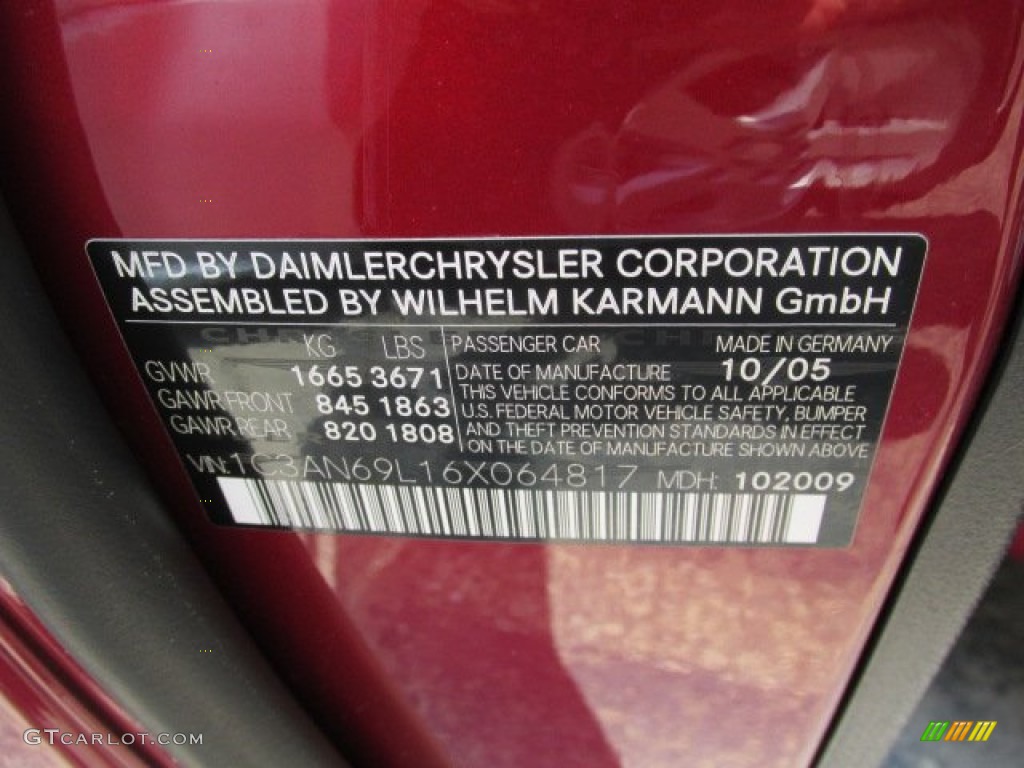 MFD BY DAIMLERCHRYSLER CORPORATION
ASSEMBLED BY WILHELM KARMANN GmbH
KG LBS
GVWR 1665 3671
GAWR FRONT 845 1863
GAWR REAR 820 1808
PASSENGER CAR MADE IN GERMANY
DATE OF MANUFACTURE 10/05
THIS VEHICLE CONFORMS TO ALL APPLICABLE
U.S. FEDERAL MOTOR VEHICLE SAFETY, BUMPER
AND THEFT PREVENTION STANDARDS IN EFFECT
ON THE DATE OF MANUFACTURE SHOWN ABOVE
VIN: 1C3AN69L16X064817 MDH: 102009
GTCARLOT.COM